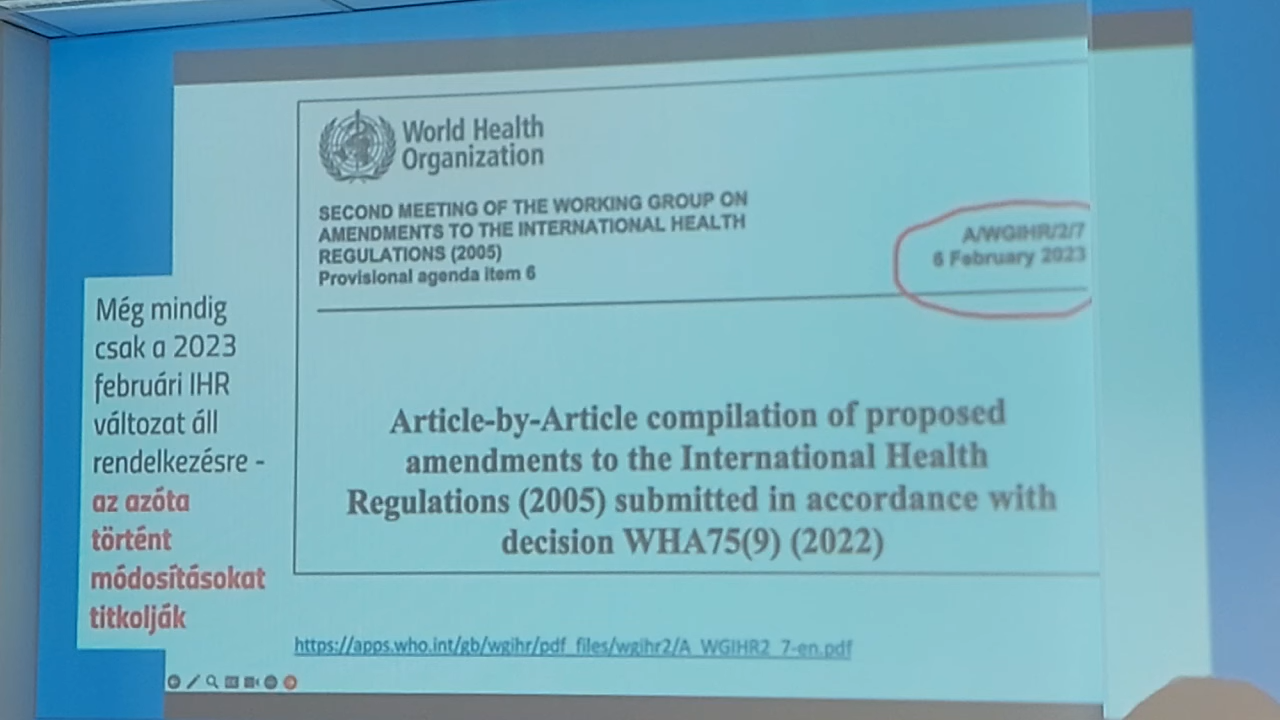 World Health
Organization
SECOND MEETING OF THE WORKING GROUP ON
AMENDMENTS TO THE INTERNATIONAL HEALTH
REGULATIONS (2005)
Provisional agenda item 6
A/WGIHR/2/7
6 February 2023
Még mindig
csak a 2023
februári IHR
változat áll
rendelkezésre -
az azóta
történt
módosításokat
titkolják
Article-by-Article compilation of proposed
amendments to the International Health
Regulations (2005) submitted in accordance with
decision WHA75(9) (2022)
https://apps.who.int/gb/wgihr/pdf_files/wgihr2/A_WGIHR2_7-en.pdf